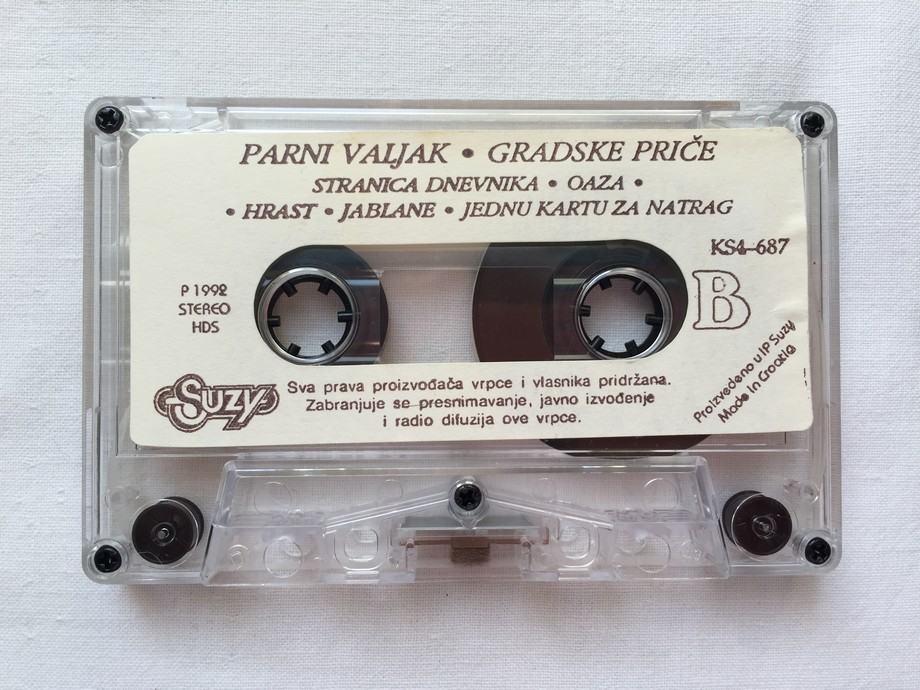 PARNI VALJAK • GRADSKE PRIČE
STRANICA DNEVNIKA • OAZA •
• HRAST • JABLANE • JEDNU KARTU ZA NATRAG
KS4-687
B
P 1992
STEREO
HDS
SUZY
Sva prava proizvođača vrpce i vlasnika pridržana.
Zabranjuje se presnimavanje, javno izvođenje
i radio difuzija ove vrpce.
Proizvedeno u IP Suzy
Made in Croatia